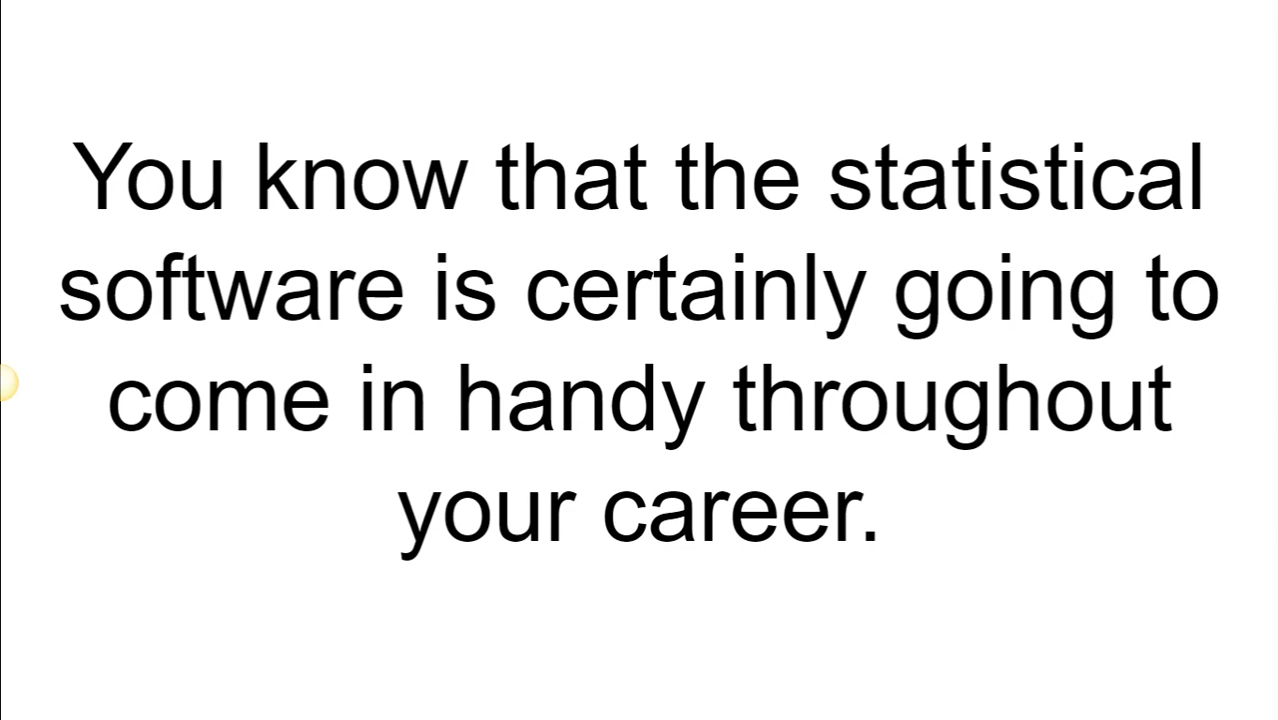 You know that the statistical
software is certainly going to
come in handy throughout
your career.